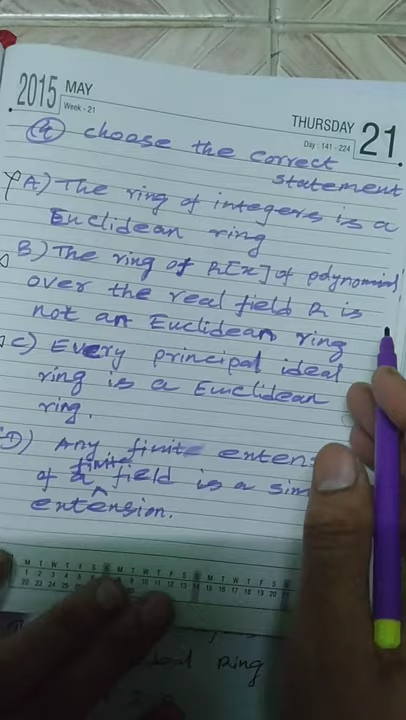 2015 MAY
Week - 21
THURSDAY 21
Day : 141 - 224
choose the correct
statement
A) The ring of integers is a
Euclidean ring
B) The ring of R[x] of polynomial
over the real field R is
not an Euclidean ring
C) Every principal ideal
ring is a Euclidean
ring.
D) Any finite exten
of a finite field is a sim
extension.
M T W T F S S M T W T F S S M T W T F S S
Ring